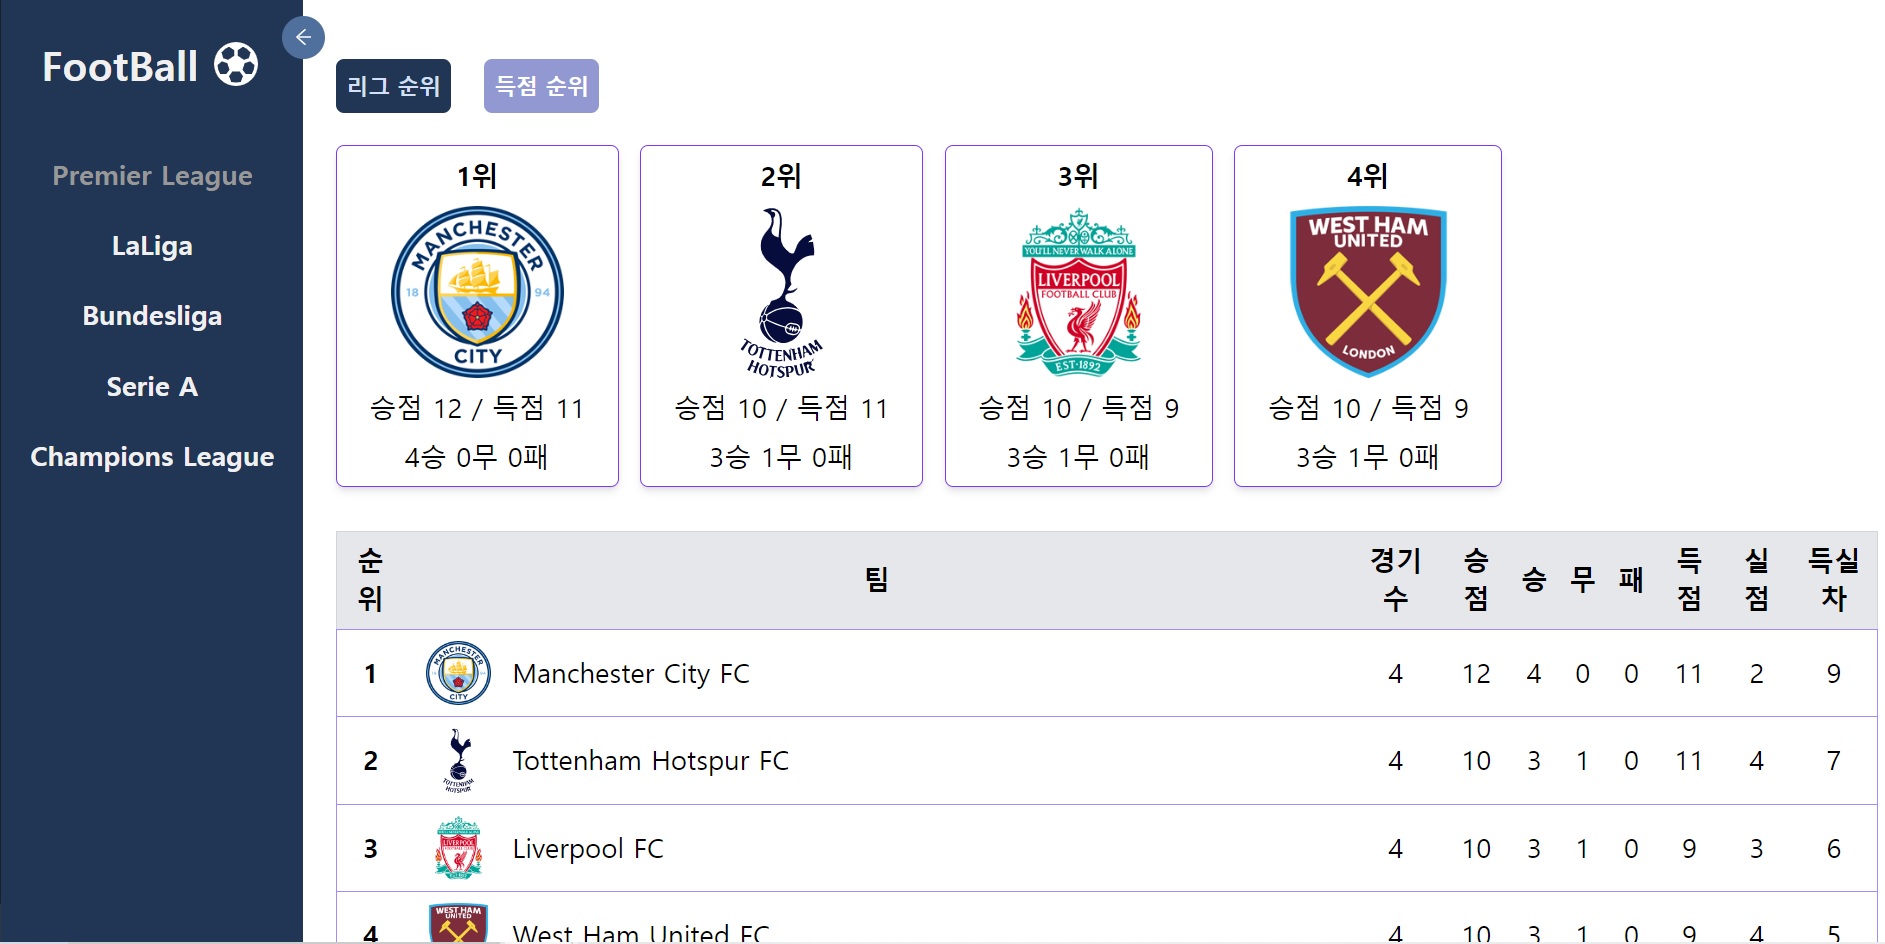 FootBall
Premier League
LaLiga
Bundesliga
Serie A
Champions League
리그 순위
득점 순위
1위
MANCHESTER
18 94
CITY
승점 12 / 득점 11
4승 0무 0패
2위
TOTTENHAM
HOTSPUR
승점 10 / 득점 11
3승 1무 0패
3위
YOU'LL NEVER WALK ALONE
LIVERPOOL
FOOTBALL CLUB
EST·1892
승점 10 / 득점 9
3승 1무 0패
4위
WEST HAM
UNITED
LONDON
승점 10 / 득점 9
3승 1무 0패
순위 팀 경기수 승점 승 무 패 득점 실점 득실차
1 MANCHESTER CITY Manchester City FC 4 12 4 0 0 11 2 9
2 TOTTENHAM HOTSPUR Tottenham Hotspur FC 4 10 3 1 0 11 4 7
3 LIVERPOOL Liverpool FC 4 10 3 1 0 9 3 6
4 WEST HAM UNITED West Ham United FC 4 10 3 1 0 9 4 5